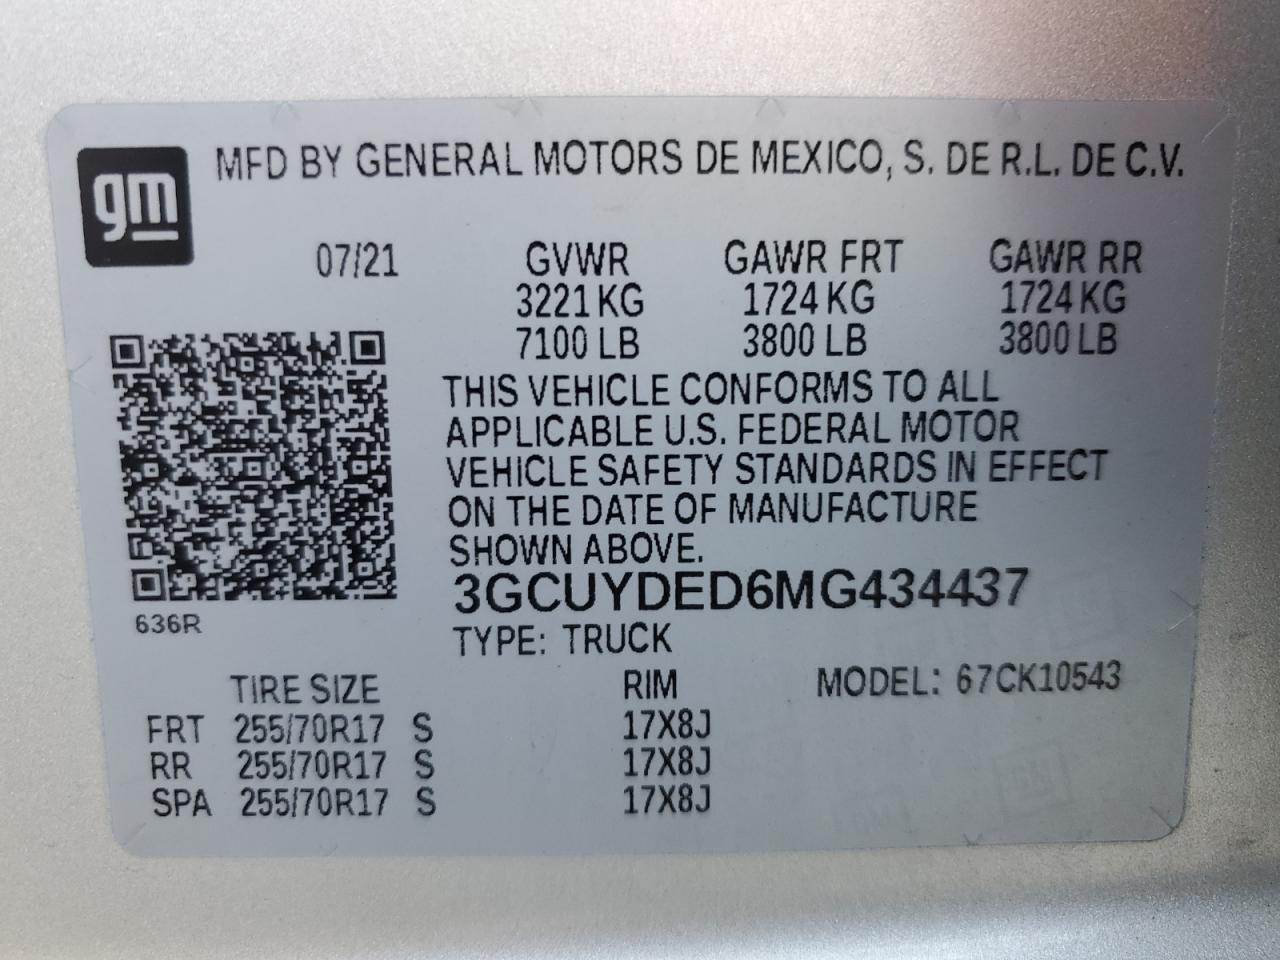 gm
MFD BY GENERAL MOTORS DE MEXICO, S. DE R.L. DE C.V.
07/21 GVWR GAWR FRT GAWR RR
3221 KG 1724 KG 1724 KG
7100 LB 3800 LB 3800 LB
THIS VEHICLE CONFORMS TO ALL
APPLICABLE U.S. FEDERAL MOTOR
VEHICLE SAFETY STANDARDS IN EFFECT
ON THE DATE OF MANUFACTURE
SHOWN ABOVE.
3GCUYDED6MG434437
636R
TYPE: TRUCK
TIRE SIZE RIM MODEL: 67CK10543
FRT 255/70R17 S 17X8J
RR 255/70R17 S 17X8J
SPA 255/70R17 S 17X8J